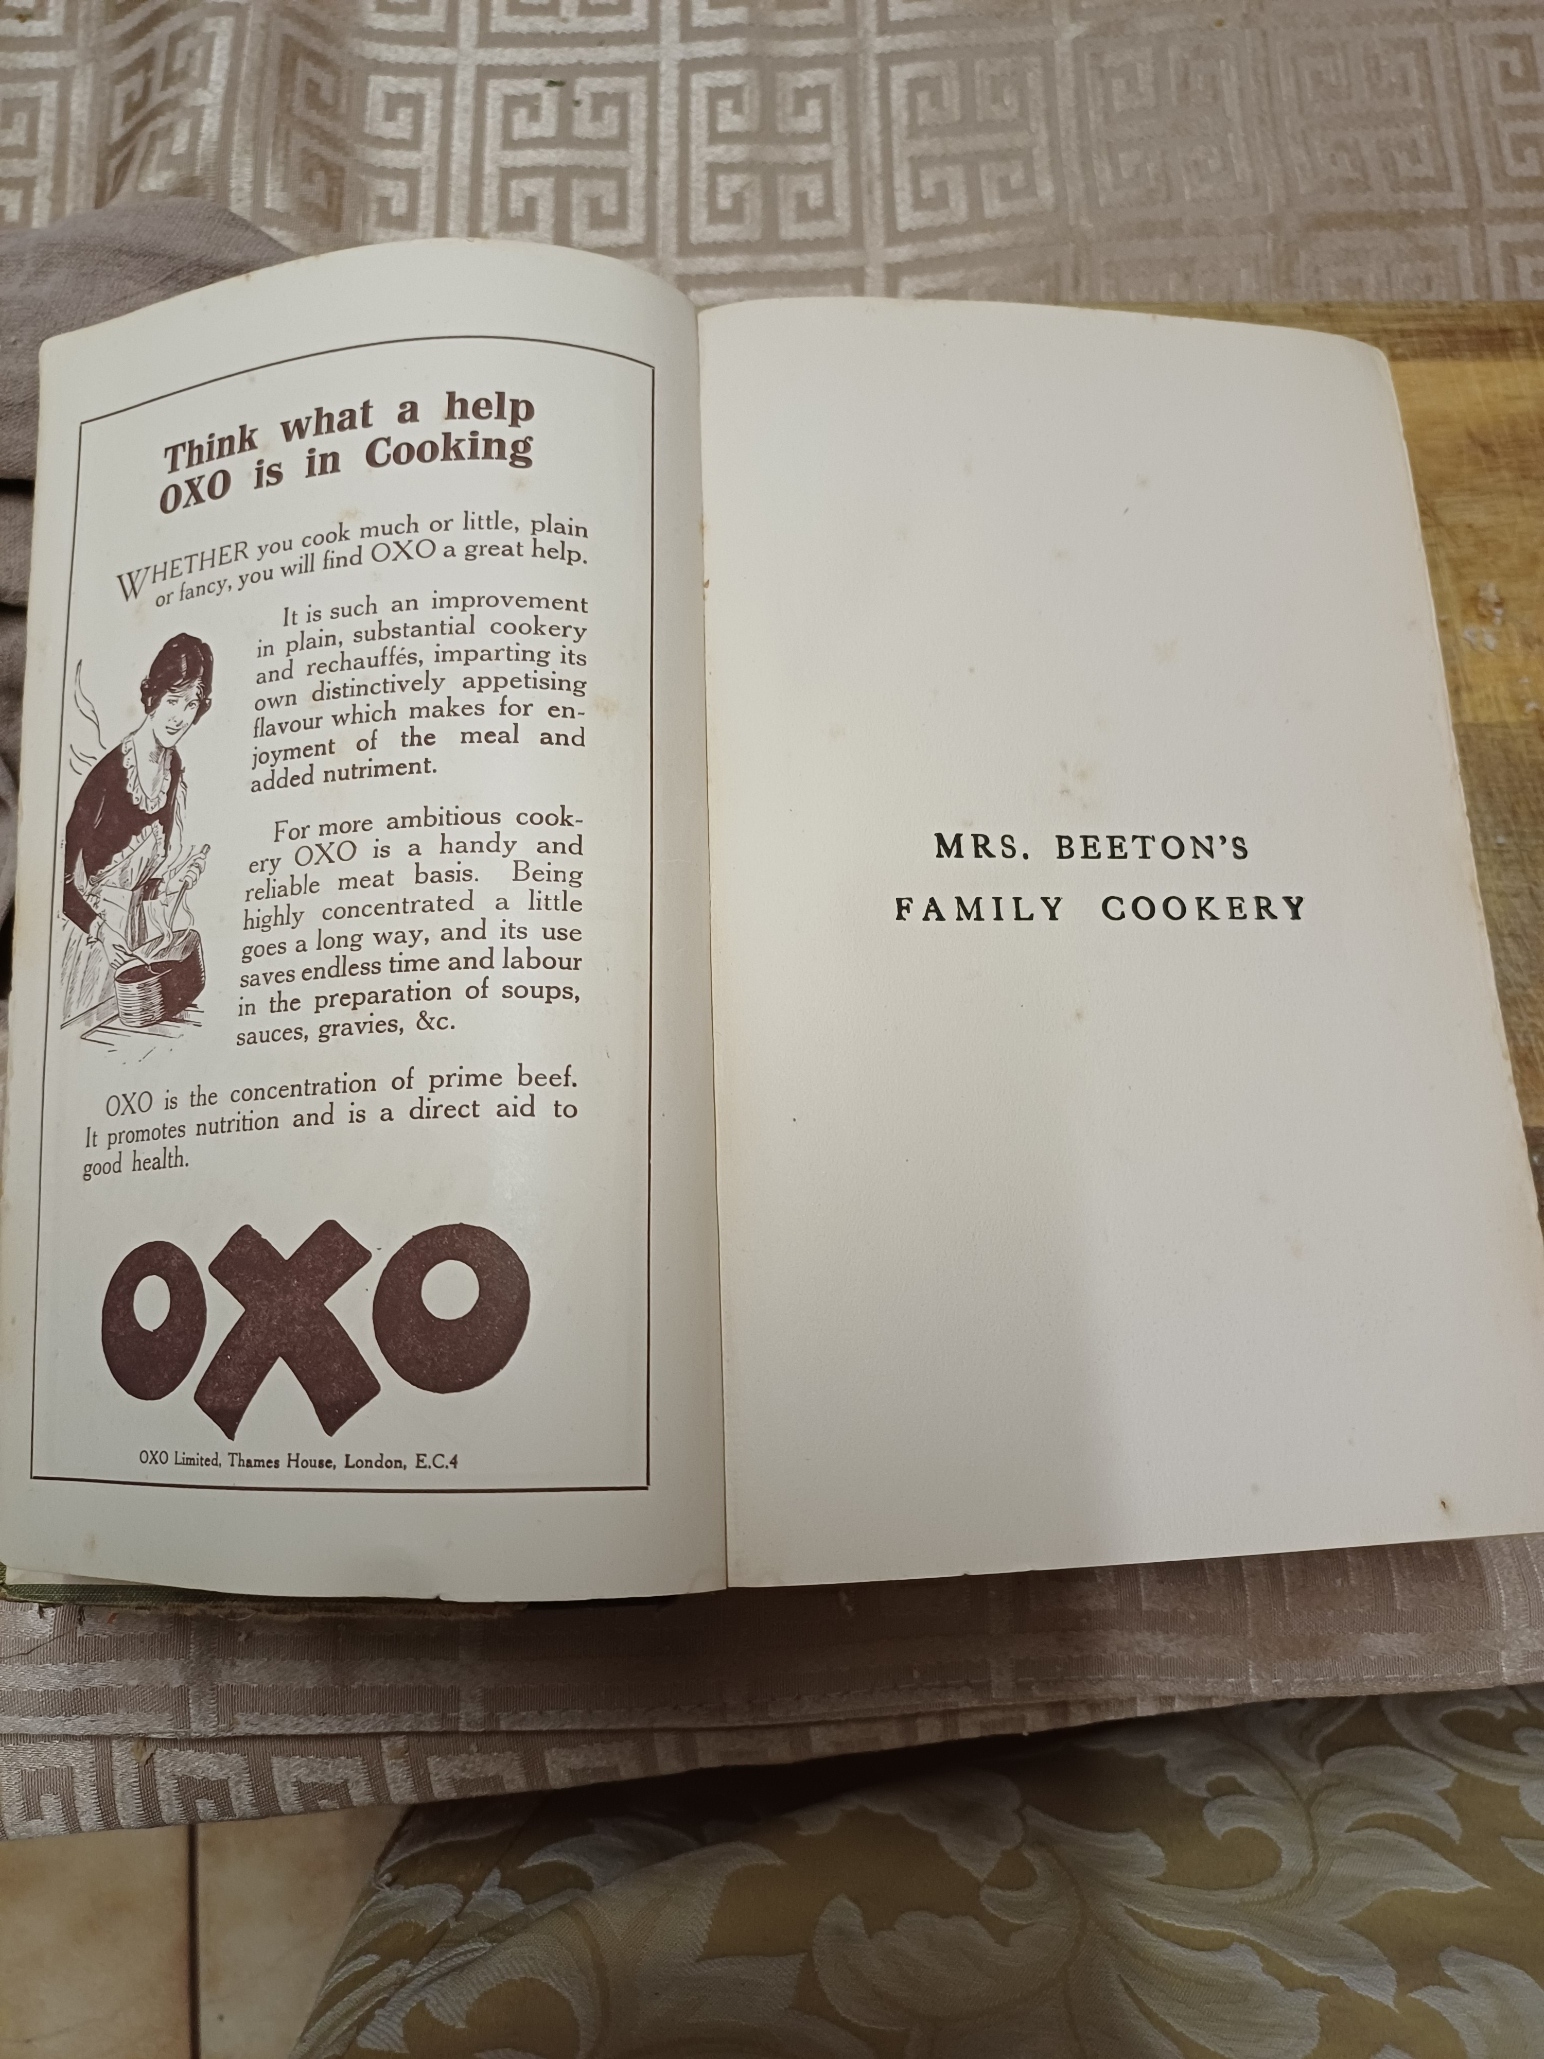 Think what a help
OXO is in Cooking
WHETHER you cook much or little, plain
or fancy, you will find OXO a great help.
It is such an improvement
in plain, substantial cookery
and rechauffés, imparting its
own distinctively appetising
flavour which makes for en-
joyment of the meal and
added nutriment.
For more ambitious cook-
ery OXO is a handy and
reliable meat basis. Being
highly concentrated a little
goes a long way, and its use
saves endless time and labour
in the preparation of soups,
sauces, gravies, &c.
OXO is the concentration of prime beef.
It promotes nutrition and is a direct aid to
good health.
OXO
OXO Limited, Thames House, London, E.C.4
MRS. BEETON'S
FAMILY COOKERY